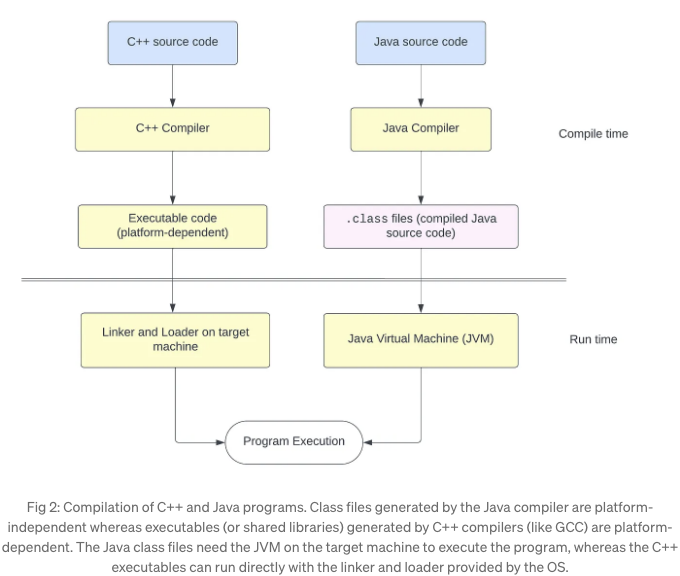 C++ source code
Java source code
C++ Compiler
Java Compiler
Compile time
Executable code
(platform-dependent)
.class files (compiled Java
source code)
Linker and Loader on target
machine
Java Virtual Machine (JVM)
Run time
Program Execution
Fig 2: Compilation of C++ and Java programs. Class files generated by the Java compiler are platform-
independent whereas executables (or shared libraries) generated by C++ compilers (like GCC) are platform-
dependent. The Java class files need the JVM on the target machine to execute the program, whereas the C++
executables can run directly with the linker and loader provided by the OS.